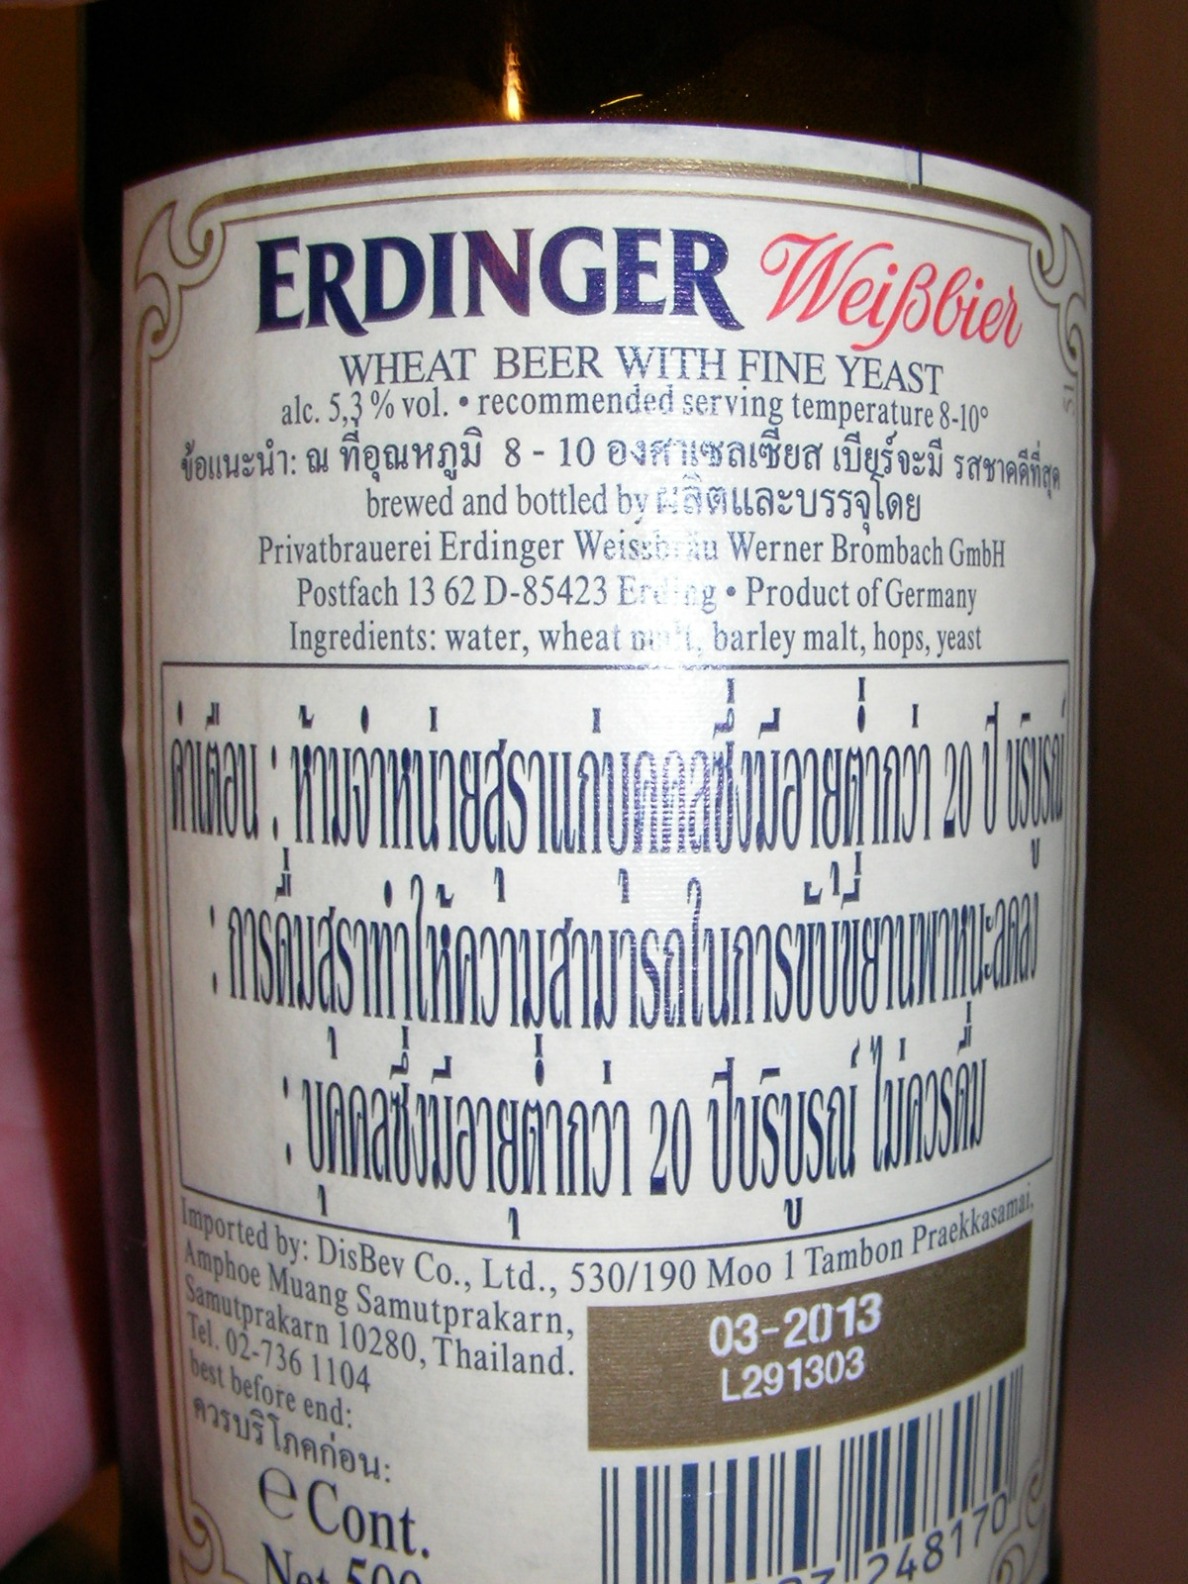 ERDINGER Weißbier
WHEAT BEER WITH FINE YEAST
alc. 5,3 % vol. • recommended serving temperature 8-10°
ข้อแนะนำ: ณ ที่อุณหภูมิ 8 - 10 องศาเซลเซียส เบียร์จะมี รสชาดดีที่สุด
brewed and bottled by ผลิตและบรรจุโดย
Privatbrauerei Erdinger Weissbräu Werner Brombach GmbH
Postfach 13 62 D-85423 Erding • Product of Germany
Ingredients: water, wheat malt, barley malt, hops, yeast
คำเตือน : ห้ามจำหน่ายสุราแก่บุคคลซึ่งมีอายุต่ำกว่า 20 ปี บริบูรณ์
: การดื่มสุราทำให้ความสามารถในการขับขี่ยานพาหนะลดลง
: บุคคลซึ่งมีอายุต่ำกว่า 20 ปีบริบูรณ์ ไม่ควรดื่ม
Imported by: DisBev Co., Ltd., 530/190 Moo 1 Tambon Praekkasamai,
Amphoe Muang Samutprakarn,
Samutprakarn 10280, Thailand.
Tel. 02-736 1104
best before end:
ควรบริโภคก่อน:
03-2013
L291303
℮ Cont.
Net 500
248170